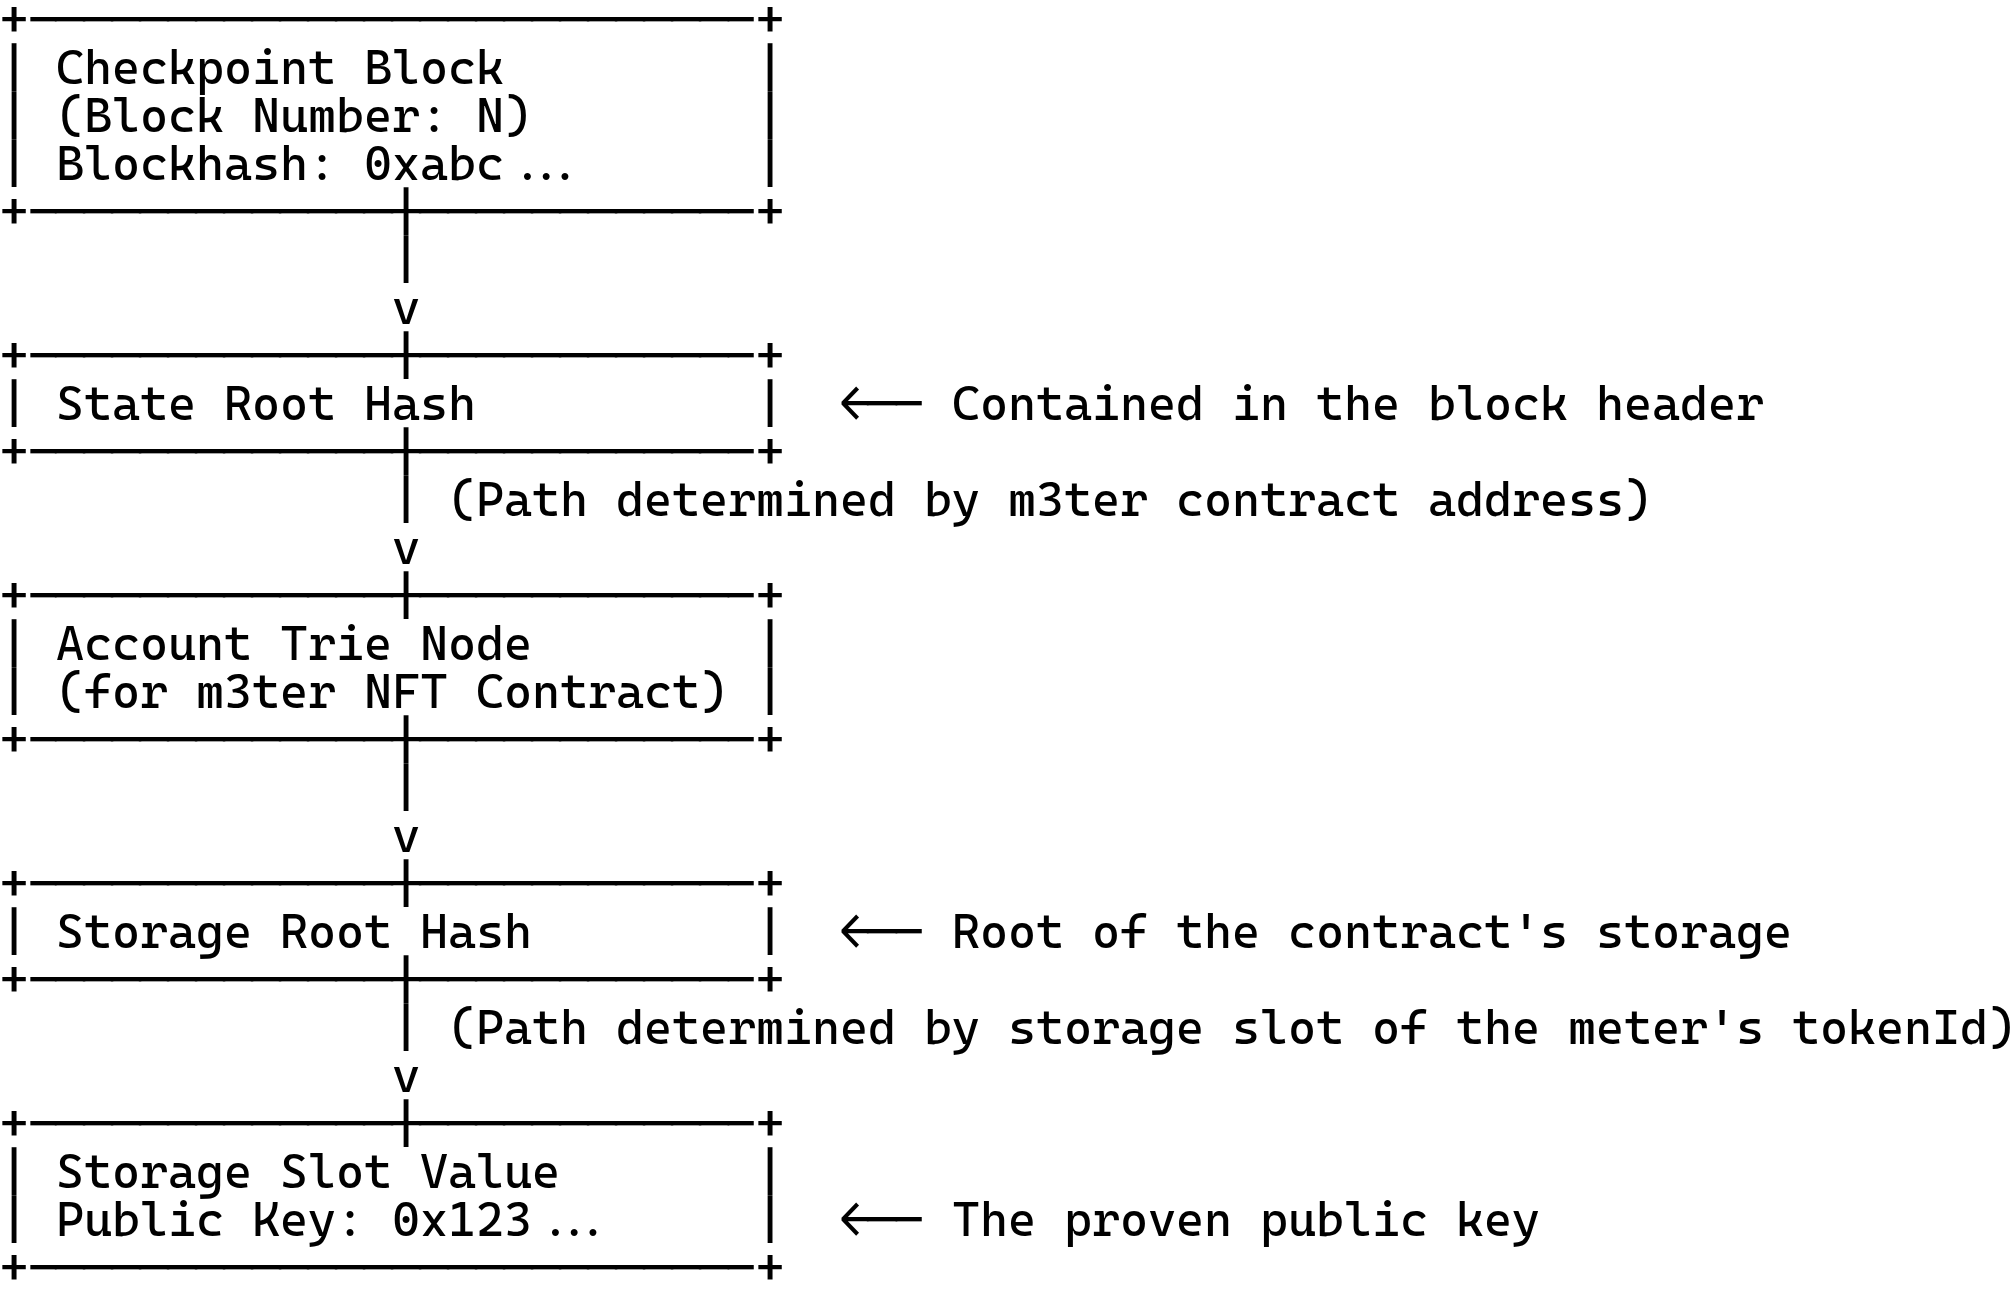 Checkpoint Block
(Block Number: N)
Blockhash: 0xabc...
v
State Root Hash <-- Contained in the block header
(Path determined by m3ter contract address)
v
Account Trie Node
(for m3ter NFT Contract)
v
Storage Root Hash <-- Root of the contract's storage
(Path determined by storage slot of the meter's tokenId)
v
Storage Slot Value
Public Key: 0x123... <-- The proven public key